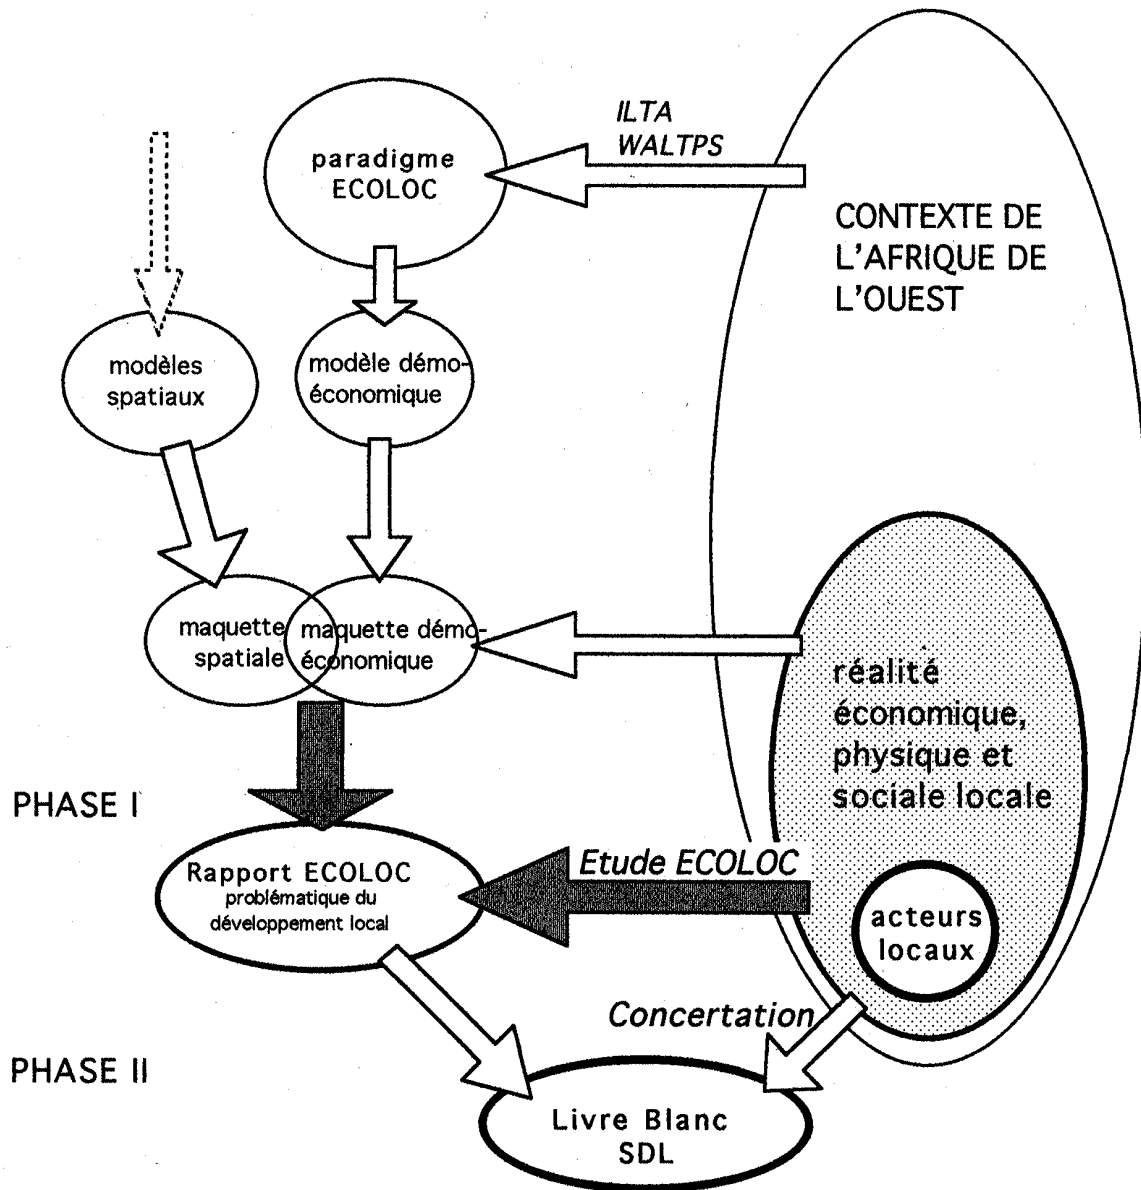 ILTA
WALTPS
paradigme
ECOLOC
CONTEXTE DE
L'AFRIQUE DE
L'OUEST
modèles
spatiaux
modèle démo-
économique
maquette
spatiale
maquette démo-
économique
réalité
économique,
physique et
sociale locale
PHASE I
Rapport ECOLOC
problématique du
développement local
Etude ECOLOC
acteurs
locaux
Concertation
PHASE II
Livre Blanc
SDL